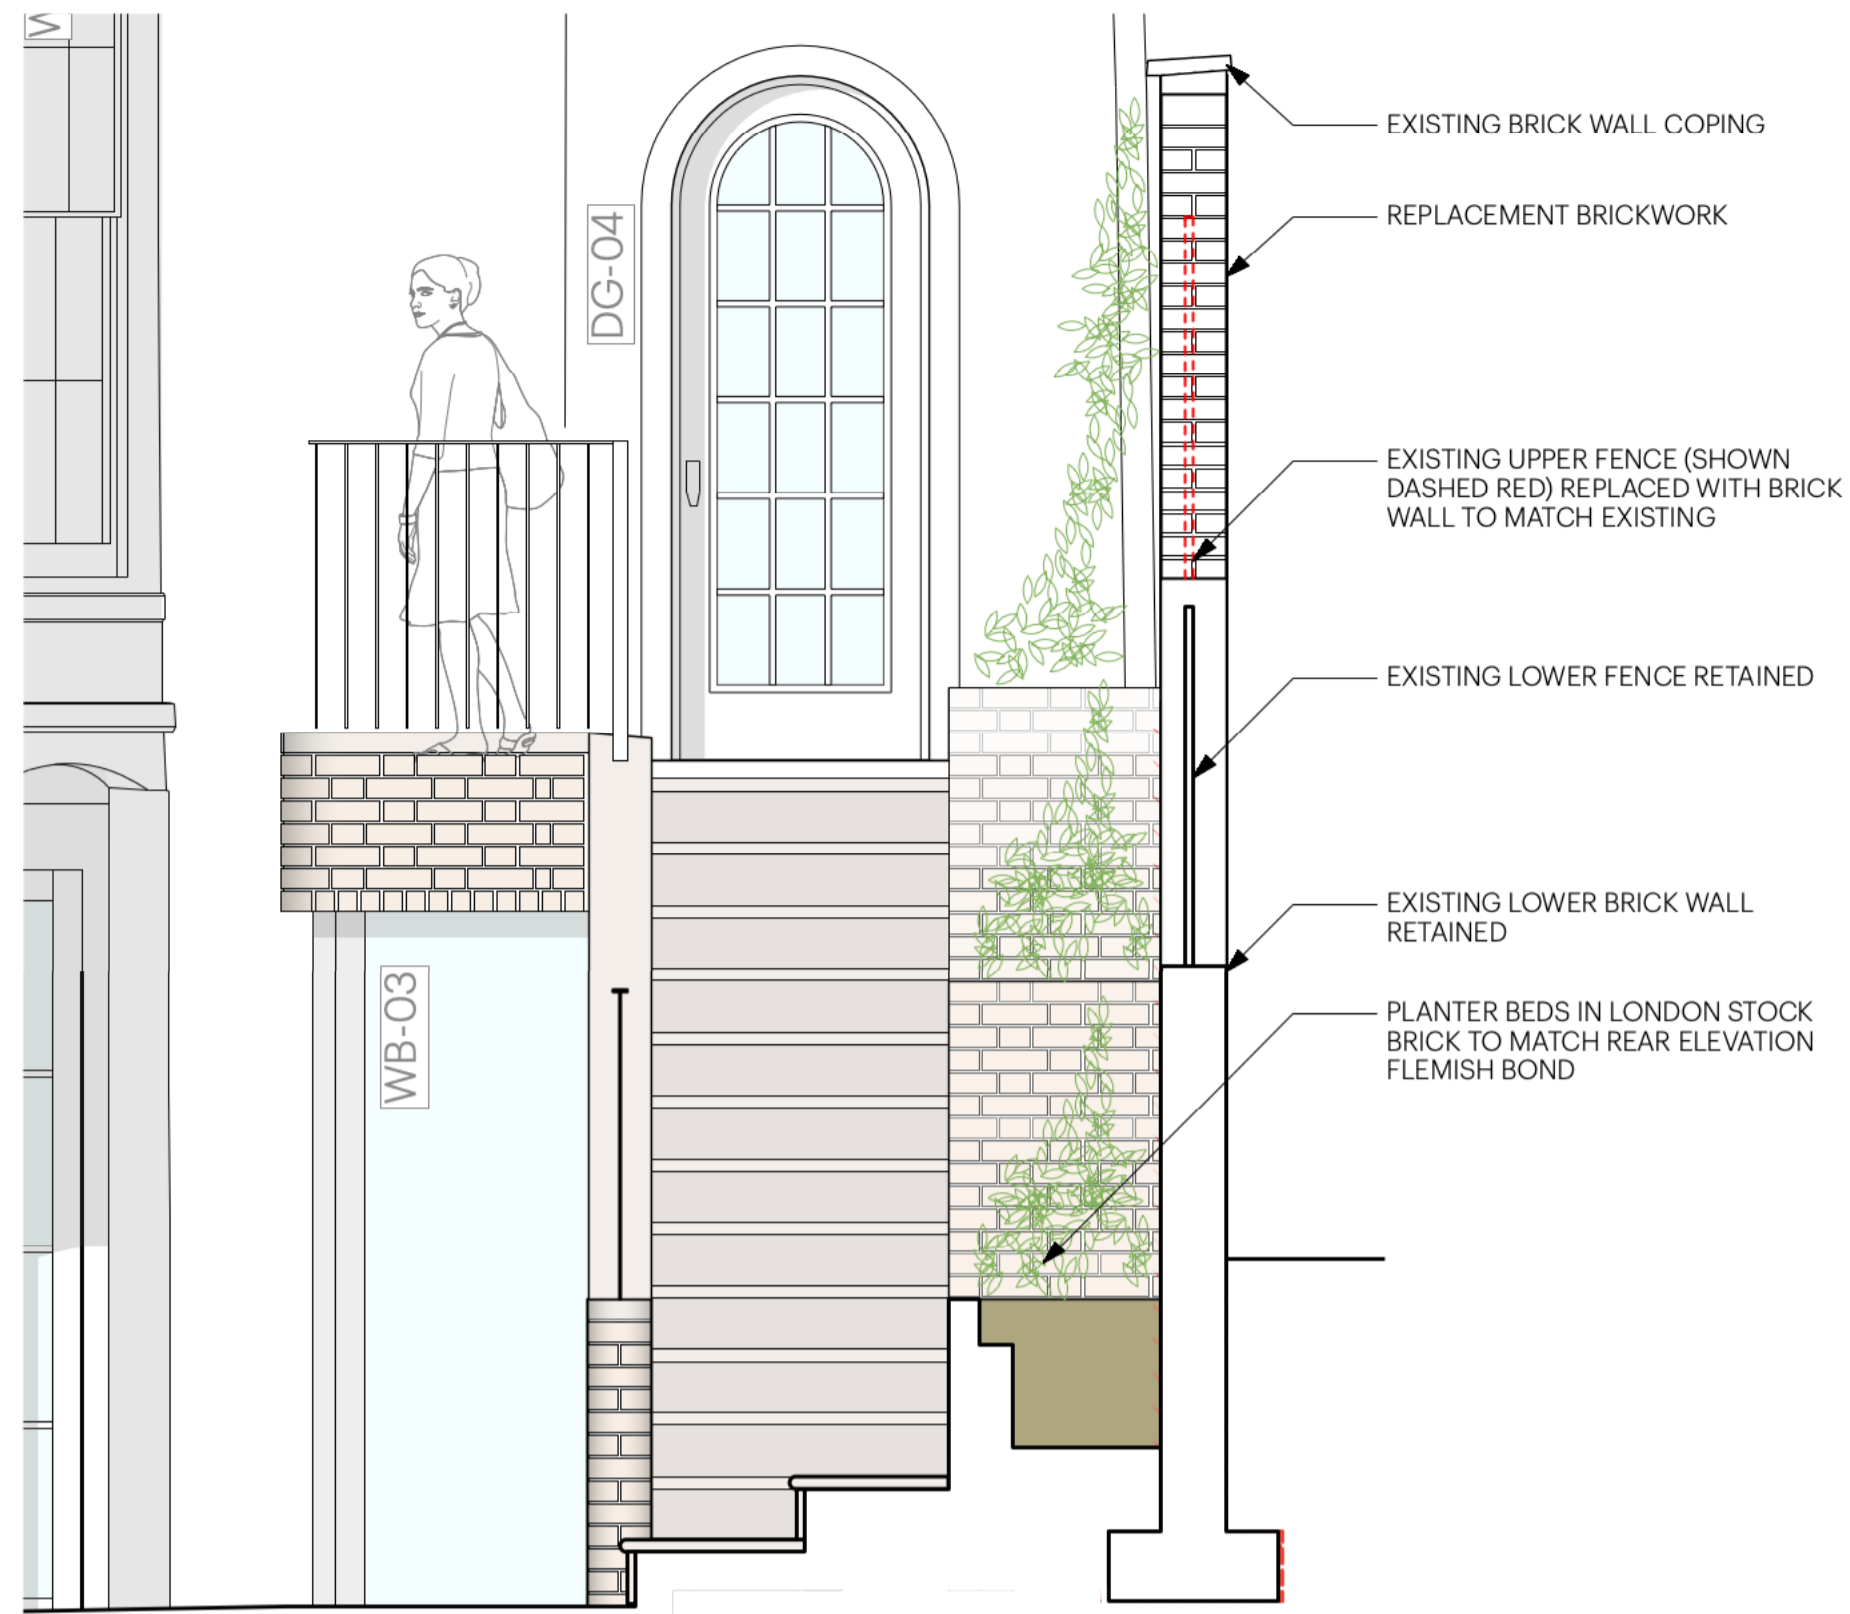 W
EXISTING BRICK WALL COPING
DG-04
REPLACEMENT BRICKWORK
EXISTING UPPER FENCE (SHOWN
DASHED RED) REPLACED WITH BRICK
WALL TO MATCH EXISTING
EXISTING LOWER FENCE RETAINED
EXISTING LOWER BRICK WALL
RETAINED
WB-03
PLANTER BEDS IN LONDON STOCK
BRICK TO MATCH REAR ELEVATION
FLEMISH BOND